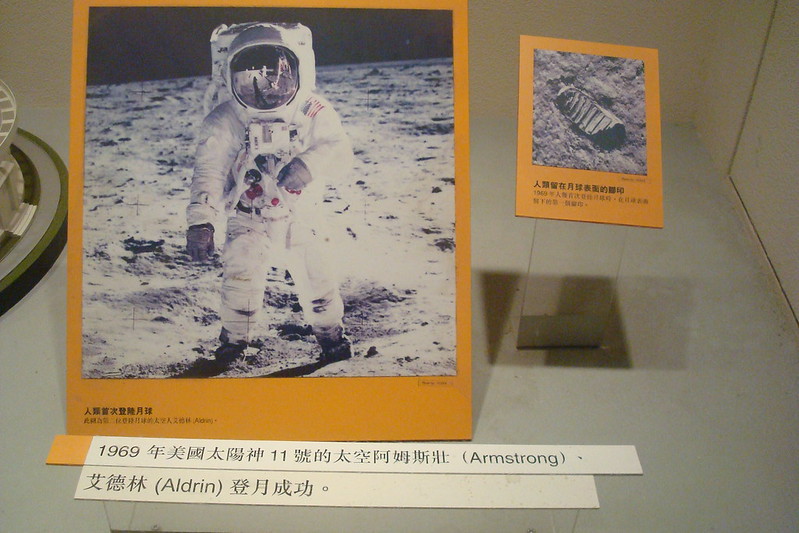 人類首次登陸月球
此圖為第二位登陸月球的太空人艾德林 (Aldrin)。
人類留在月球表面的腳印
1969 年人類首次登陸月球時，在月球表面
留下的第一個腳印。
1969 年美國太陽神 11 號的太空阿姆斯壯（Armstrong）、
艾德林 (Aldrin) 登月成功。